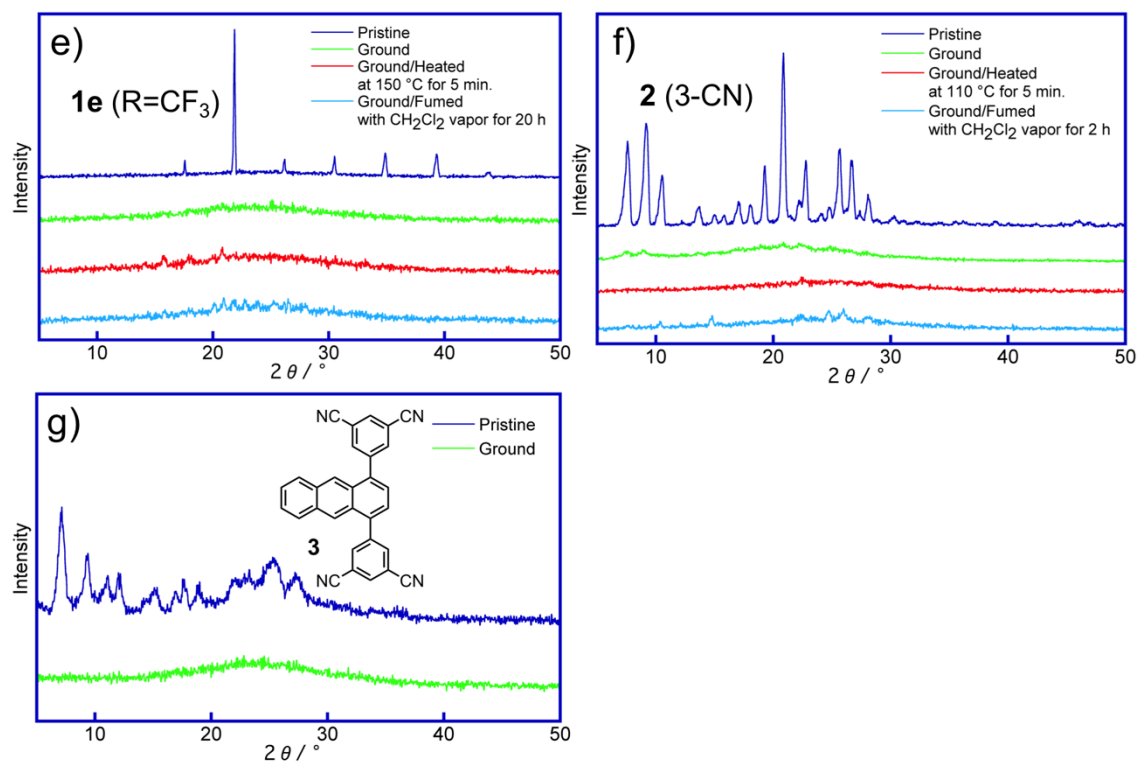 e)
1e (R=CF3)
Pristine
Ground
Ground/Heated
at 150 °C for 5 min.
Ground/Fumed
with CH2Cl2 vapor for 20 h
Intensity
10 20 30 40 50
2 θ / °
f)
2 (3-CN)
Pristine
Ground
Ground/Heated
at 110 °C for 5 min.
Ground/Fumed
with CH2Cl2 vapor for 2 h
Intensity
10 20 30 40 50
2 θ / °
g)
NC CN
3
NC CN
Pristine
Ground
Intensity
10 20 30 40 50
2 θ / °